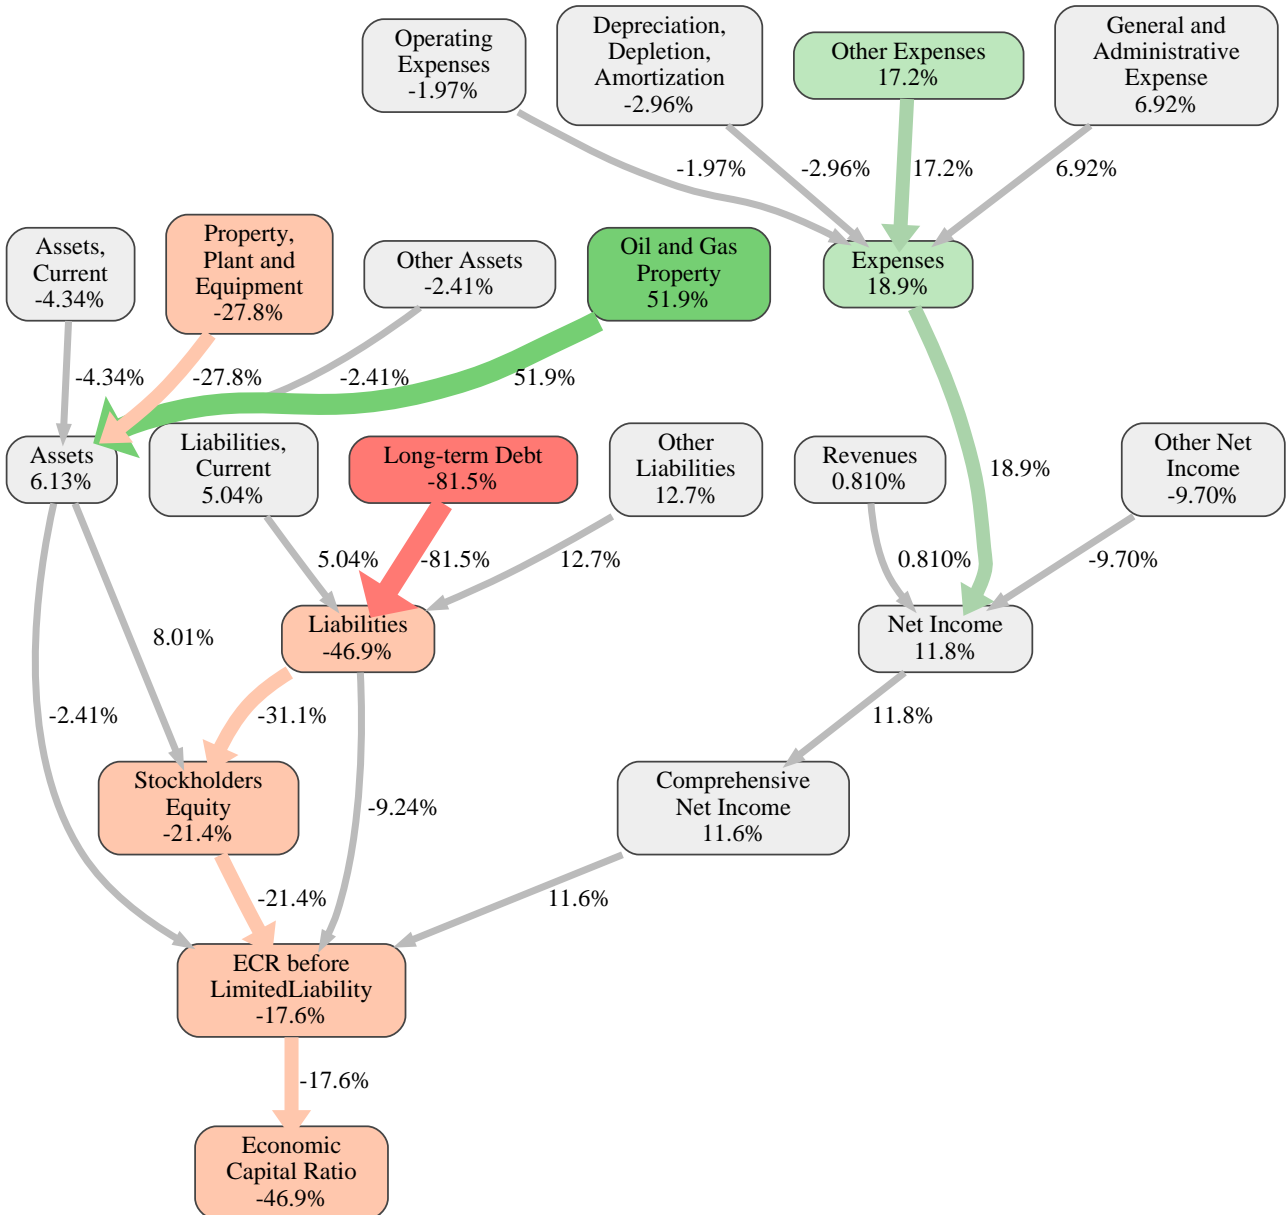 Operating
Expenses
-1.97%
Depreciation,
Depletion,
Amortization
-2.96%
Other Expenses
17.2%
General and
Administrative
Expense
6.92%
-1.97%
-2.96%
17.2%
6.92%
Assets,
Current
-4.34%
Property,
Plant and
Equipment
-27.8%
Other Assets
-2.41%
Oil and Gas
Property
51.9%
Expenses
18.9%
-4.34%
-27.8%
-2.41%
51.9%
18.9%
Assets
6.13%
Liabilities,
Current
5.04%
Long-term Debt
-81.5%
Other
Liabilities
12.7%
Revenues
0.810%
Other Net
Income
-9.70%
5.04%
-81.5%
12.7%
0.810%
-9.70%
8.01%
Liabilities
-46.9%
Net Income
11.8%
-2.41%
-31.1%
11.8%
Stockholders
Equity
-21.4%
-9.24%
Comprehensive
Net Income
11.6%
-21.4%
11.6%
ECR before
LimitedLiability
-17.6%
-17.6%
Economic
Capital Ratio
-46.9%